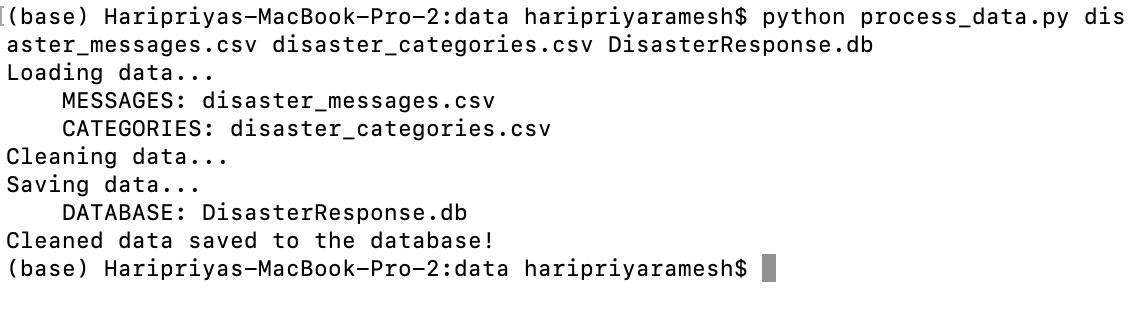 (base) Haripriyas-MacBook-Pro-2:data haripriyaramesh$ python process_data.py dis
aster_messages.csv disaster_categories.csv DisasterResponse.db
Loading data...
    MESSAGES: disaster_messages.csv
    CATEGORIES: disaster_categories.csv
Cleaning data...
Saving data...
    DATABASE: DisasterResponse.db
Cleaned data saved to the database!
(base) Haripriyas-MacBook-Pro-2:data haripriyaramesh$